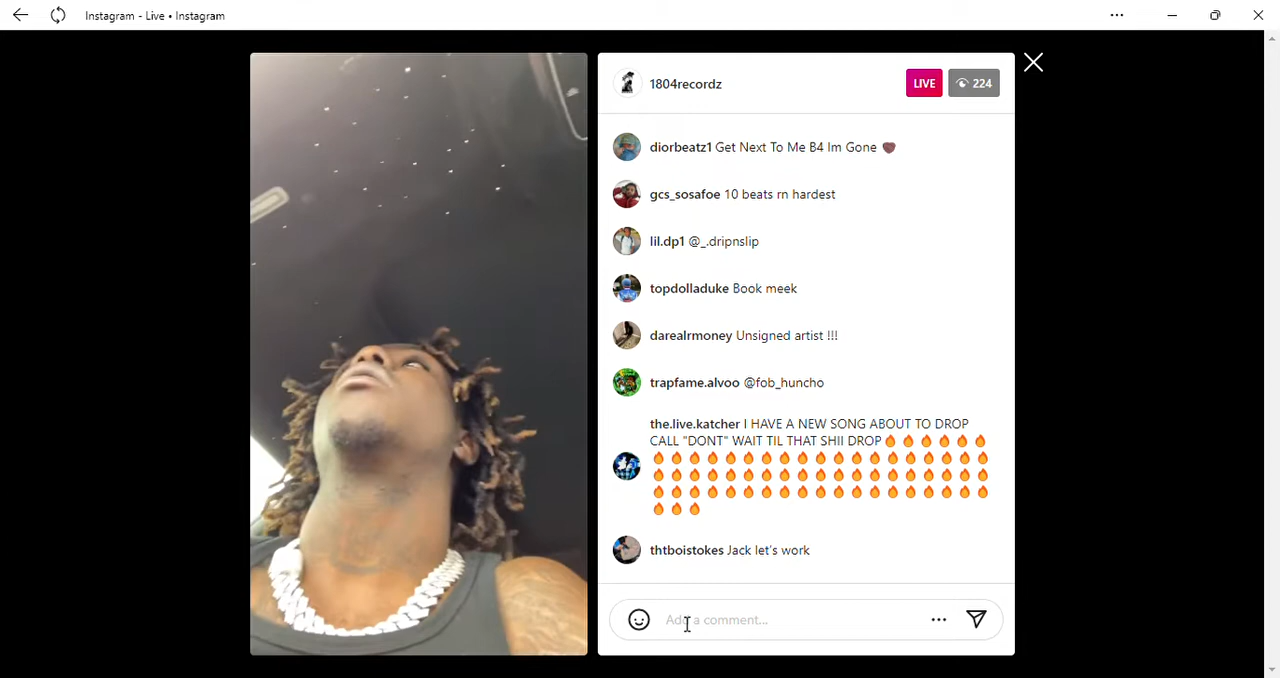 Instagram - Live • Instagram
1804recordz
LIVE
224
diorbeatz1 Get Next To Me B4 Im Gone 🖤
gcs_sosafoe 10 beats rn hardest
lil.dp1 @_.dripnslip
topdolladuke Book meek
darealrmoney Unsigned artist !!!
trapfame.alvoo @fob_huncho
the.live.katcher I HAVE A NEW SONG ABOUT TO DROP
CALL "DONT" WAIT TIL THAT SHII DROP🔥🔥🔥🔥🔥🔥
🔥🔥🔥🔥🔥🔥🔥🔥🔥🔥🔥🔥🔥🔥🔥🔥🔥🔥🔥
🔥🔥🔥🔥🔥🔥🔥🔥🔥🔥🔥🔥🔥🔥🔥🔥🔥🔥🔥
🔥🔥🔥🔥🔥🔥🔥🔥🔥🔥🔥🔥🔥🔥🔥🔥🔥🔥🔥
🔥🔥🔥
thtboistokes Jack let's work
Add a comment...